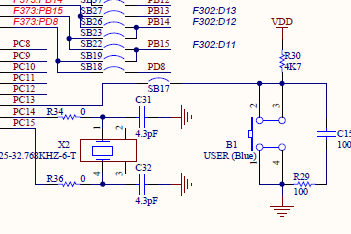 F373:PB14 SB27 PB12
F373:PB15 SB26 PB13 F302:D13
F373:PD8 SB28 PB14 F302:D12
SB23
PC8 SB22 PB15 F302:D11
PC9 SB19
PC10 SB18 PD8
PC11
PC12 SB17
PC13
PC14
PC15
VDD
R30
4K7
R34 0
C31
4.3pF
X2
25-32.768KHZ-6-T
1 2
4 3
R36 0
C32
4.3pF
2 3
B1
USER (Blue)
1 4
R29
100
C15
100